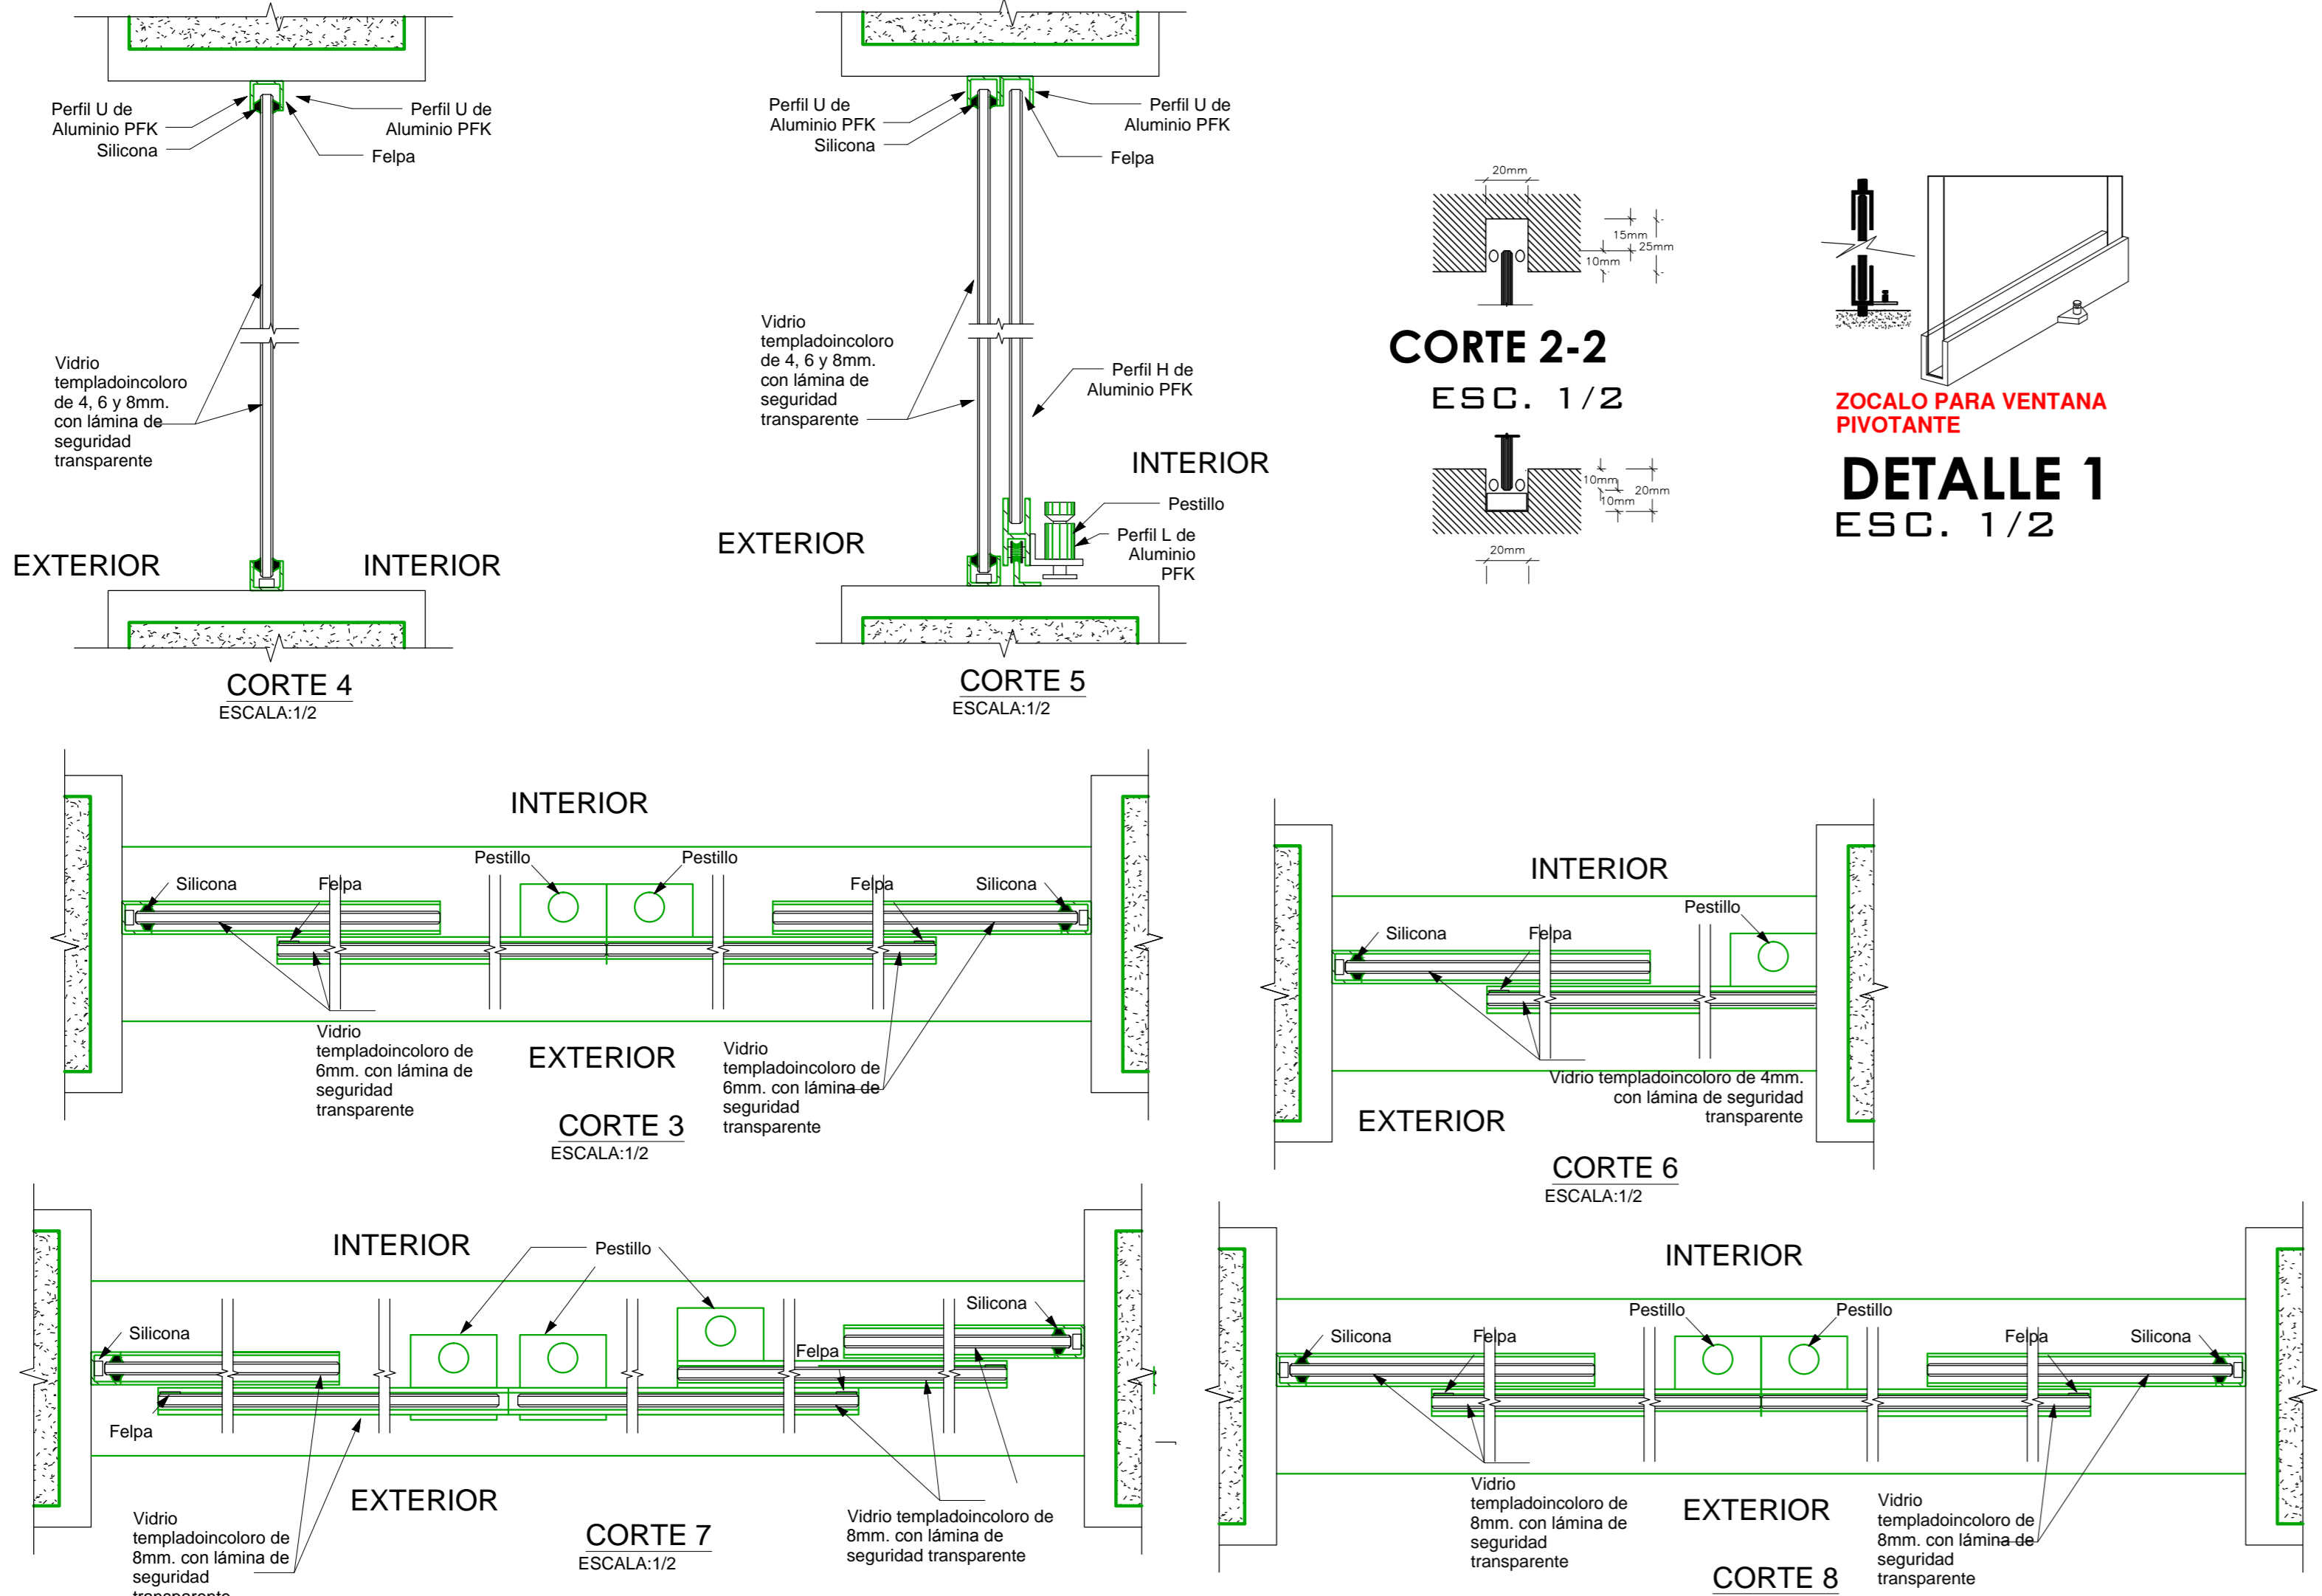 Perfil U de
Aluminio PFK
Silicona
Perfil U de
Aluminio PFK
Felpa
Vidrio
templadoincoloro
de 4, 6 y 8mm.
con lámina de
seguridad
transparente
EXTERIOR
INTERIOR
CORTE 4
ESCALA:1/2
Perfil U de
Aluminio PFK
Silicona
Perfil U de
Aluminio PFK
Felpa
Vidrio
templadoincoloro
de 4, 6 y 8mm.
con lámina de
seguridad
transparente
Perfil H de
Aluminio PFK
INTERIOR
Pestillo
EXTERIOR
Perfil L de
Aluminio
PFK
CORTE 5
ESCALA:1/2
20mm
15mm
25mm
10mm
CORTE 2-2
ESC. 1/2
10mm
20mm
10mm
20mm
ZOCALO PARA VENTANA
PIVOTANTE
DETALLE 1
ESC. 1/2
INTERIOR
Pestillo
Pestillo
Silicona
Felpa
Felpa
Silicona
Vidrio
templadoincoloro de
6mm. con lámina de
seguridad
transparente
EXTERIOR
Vidrio
templadoincoloro de
6mm. con lámina de
seguridad
transparente
CORTE 3
ESCALA:1/2
INTERIOR
Pestillo
Silicona
Felpa
Vidrio templadoincoloro de 4mm.
con lámina de seguridad
transparente
EXTERIOR
CORTE 6
ESCALA:1/2
INTERIOR
Pestillo
Silicona
Silicona
Felpa
Felpa
EXTERIOR
Vidrio
templadoincoloro de
8mm. con lámina de
seguridad
transparente
Vidrio templadoincoloro de
8mm. con lámina de
seguridad transparente
CORTE 7
ESCALA:1/2
INTERIOR
Pestillo
Pestillo
Silicona
Felpa
Felpa
Silicona
Vidrio
templadoincoloro de
8mm. con lámina de
seguridad
transparente
EXTERIOR
Vidrio
templadoincoloro de
8mm. con lámina de
seguridad
transparente
CORTE 8